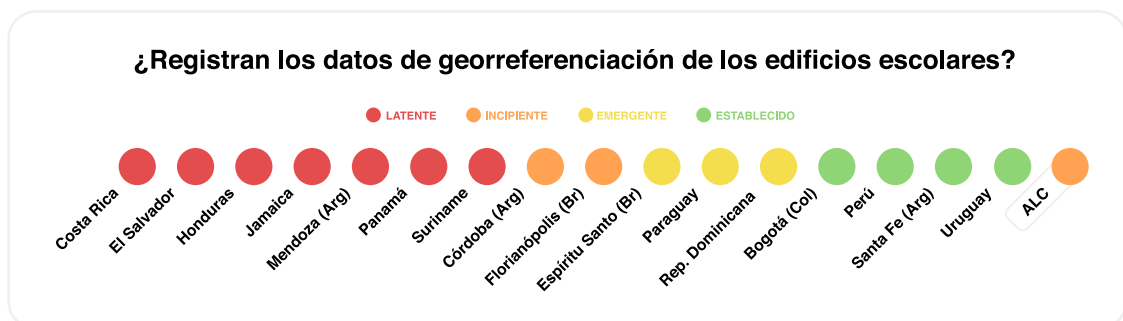 ¿Registran los datos de georreferenciación de los edificios escolares?
LATENTE INCIPIENTE EMERGENTE ESTABLECIDO
Costa Rica
El Salvador
Honduras
Jamaica
Mendoza (Arg)
Panamá
Suriname
Córdoba (Arg)
Florianópolis (Br)
Espíritu Santo (Br)
Paraguay
Rep. Dominicana
Bogotá (Col)
Perú
Santa Fe (Arg)
Uruguay
ALC